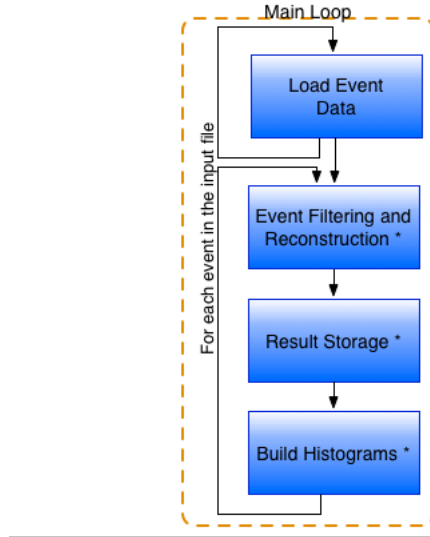 Main Loop
Load Event
Data
For each event in the input file
Event Filtering and
Reconstruction *
Result Storage *
Build Histograms *